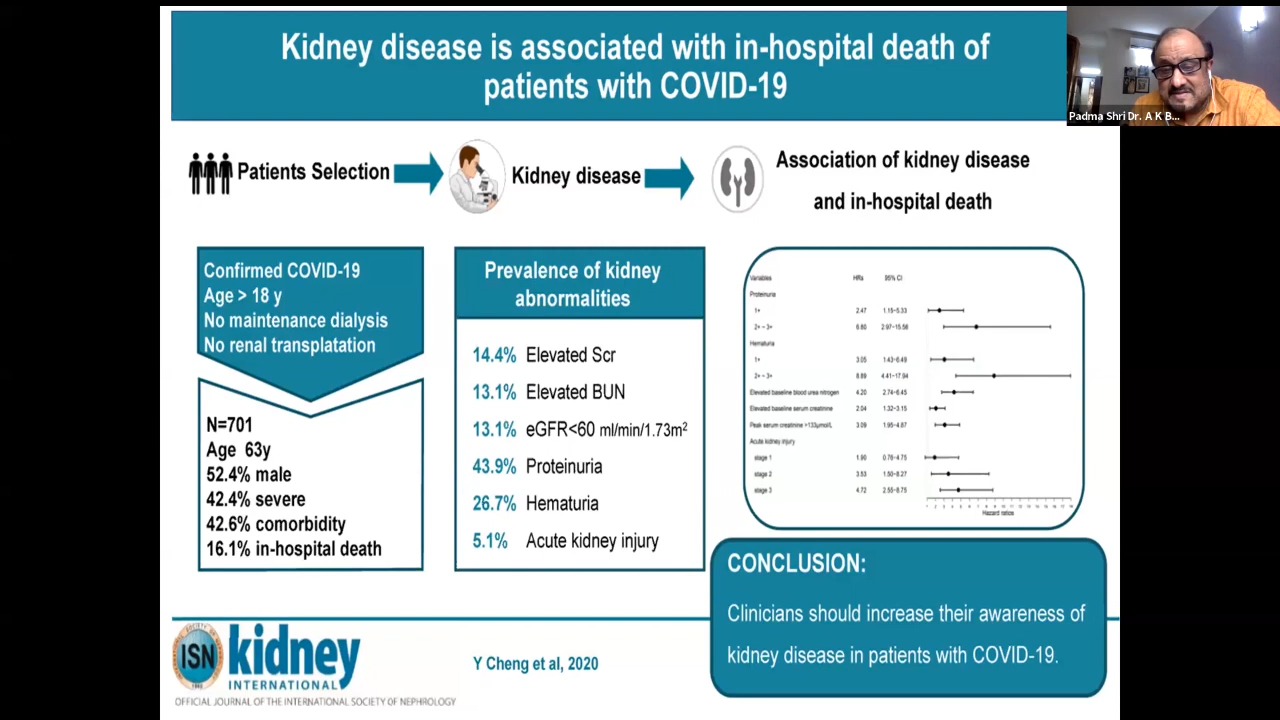 Kidney disease is associated with in-hospital death of
patients with COVID-19
Padma Shri Dr. A K B...
Patients Selection
Kidney disease
Association of kidney disease
and in-hospital death
Confirmed COVID-19
Age > 18 y
No maintenance dialysis
No renal transplatation
N=701
Age 63y
52.4% male
42.4% severe
42.6% comorbidity
16.1% in-hospital death
Prevalence of kidney
abnormalities
14.4% Elevated Scr
13.1% Elevated BUN
13.1% eGFR<60 ml/min/1.73m²
43.9% Proteinuria
26.7% Hematuria
5.1% Acute kidney injury
Variables HRs 95% CI
Proteinuria
1+ 2.47 1.15~5.33
2+ ~ 3+ 6.80 2.97~15.56
Hematuria
1+ 3.05 1.43~6.49
2+ ~ 3+ 8.89 4.41~17.94
Elevated baseline blood urea nitrogen 4.20 2.74~6.45
Elevated baseline serum creatinine 2.04 1.32~3.15
Peak serum creatinine >133μmol/L 3.09 1.95~4.87
Acute kidney injury
stage 1 1.90 0.76~4.75
stage 2 3.53 1.50~8.27
stage 3 4.72 2.55~8.75
Hazard ratios
CONCLUSION:
Clinicians should increase their awareness of
kidney disease in patients with COVID-19.
ISN
kidney
INTERNATIONAL
OFFICIAL JOURNAL OF THE INTERNATIONAL SOCIETY OF NEPHROLOGY
Y Cheng et al, 2020